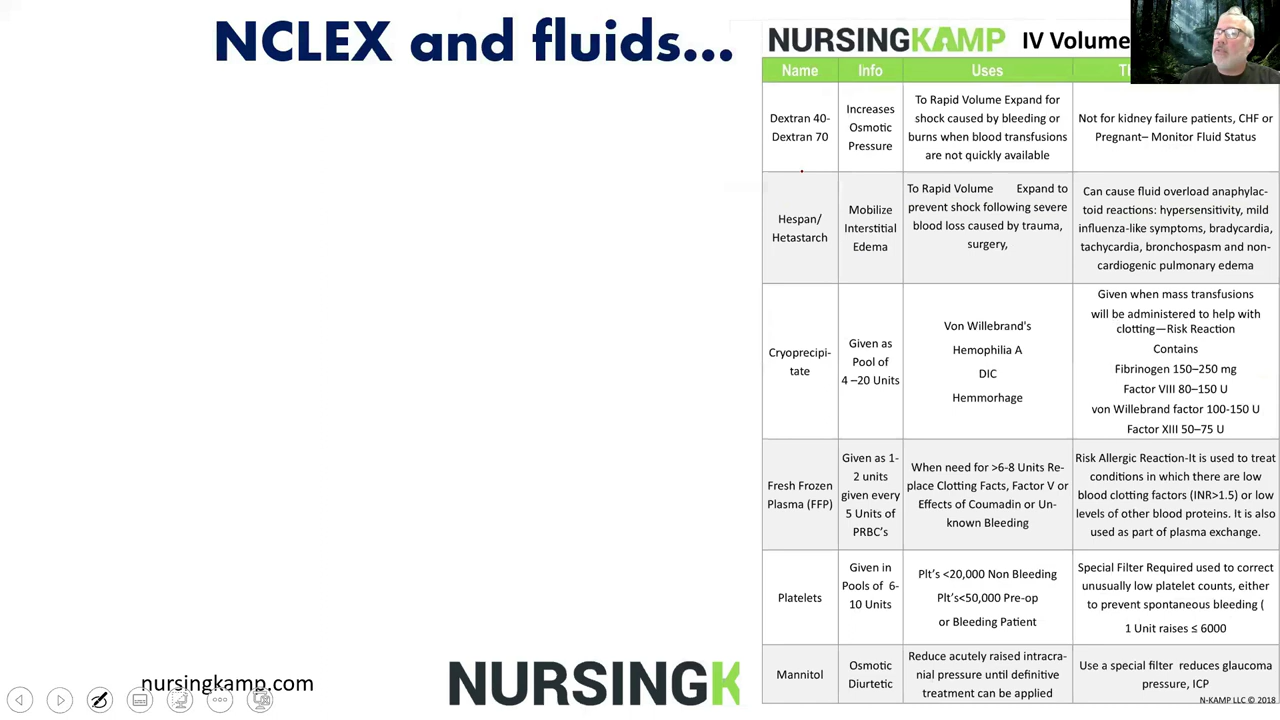 NCLEX and fluids...
NURSINGKAMP IV Volume
Name Info Uses
Dextran 40-
Dextran 70
Increases
Osmotic
Pressure
To Rapid Volume Expand for
shock caused by bleeding or
burns when blood transfusions
are not quickly available
Not for kidney failure patients, CHF or
Pregnant– Monitor Fluid Status
Hespan/
Hetastarch
Mobilize
Interstitial
Edema
To Rapid Volume Expand to
prevent shock following severe
blood loss caused by trauma,
surgery,
Can cause fluid overload anaphylac-
toid reactions: hypersensitivity, mild
influenza-like symptoms, bradycardia,
tachycardia, bronchospasm and non-
cardiogenic pulmonary edema
Cryoprecipi-
tate
Given as
Pool of
4 –20 Units
Von Willebrand's
Hemophilia A
DIC
Hemmorhage
Given when mass transfusions
will be administered to help with
clotting—Risk Reaction
Contains
Fibrinogen 150–250 mg
Factor VIII 80–150 U
von Willebrand factor 100-150 U
Factor XIII 50–75 U
Fresh Frozen
Plasma (FFP)
Given as 1-
2 units
given every
5 Units of
PRBC's
When need for >6-8 Units Re-
place Clotting Facts, Factor V or
Effects of Coumadin or Un-
known Bleeding
Risk Allergic Reaction-It is used to treat
conditions in which there are low
blood clotting factors (INR>1.5) or low
levels of other blood proteins. It is also
used as part of plasma exchange.
Platelets
Given in
Pools of 6-
10 Units
Plt's <20,000 Non Bleeding
Plt's<50,000 Pre-op
or Bleeding Patient
Special Filter Required used to correct
unusually low platelet counts, either
to prevent spontaneous bleeding (
1 Unit raises ≤ 6000
Mannitol
Osmotic
Diurtetic
Reduce acutely raised intracra-
nial pressure until definitive
treatment can be applied
Use a special filter reduces glaucoma
pressure, ICP
N-KAMP LLC © 2018
nursingkamp.com
NURSINGK